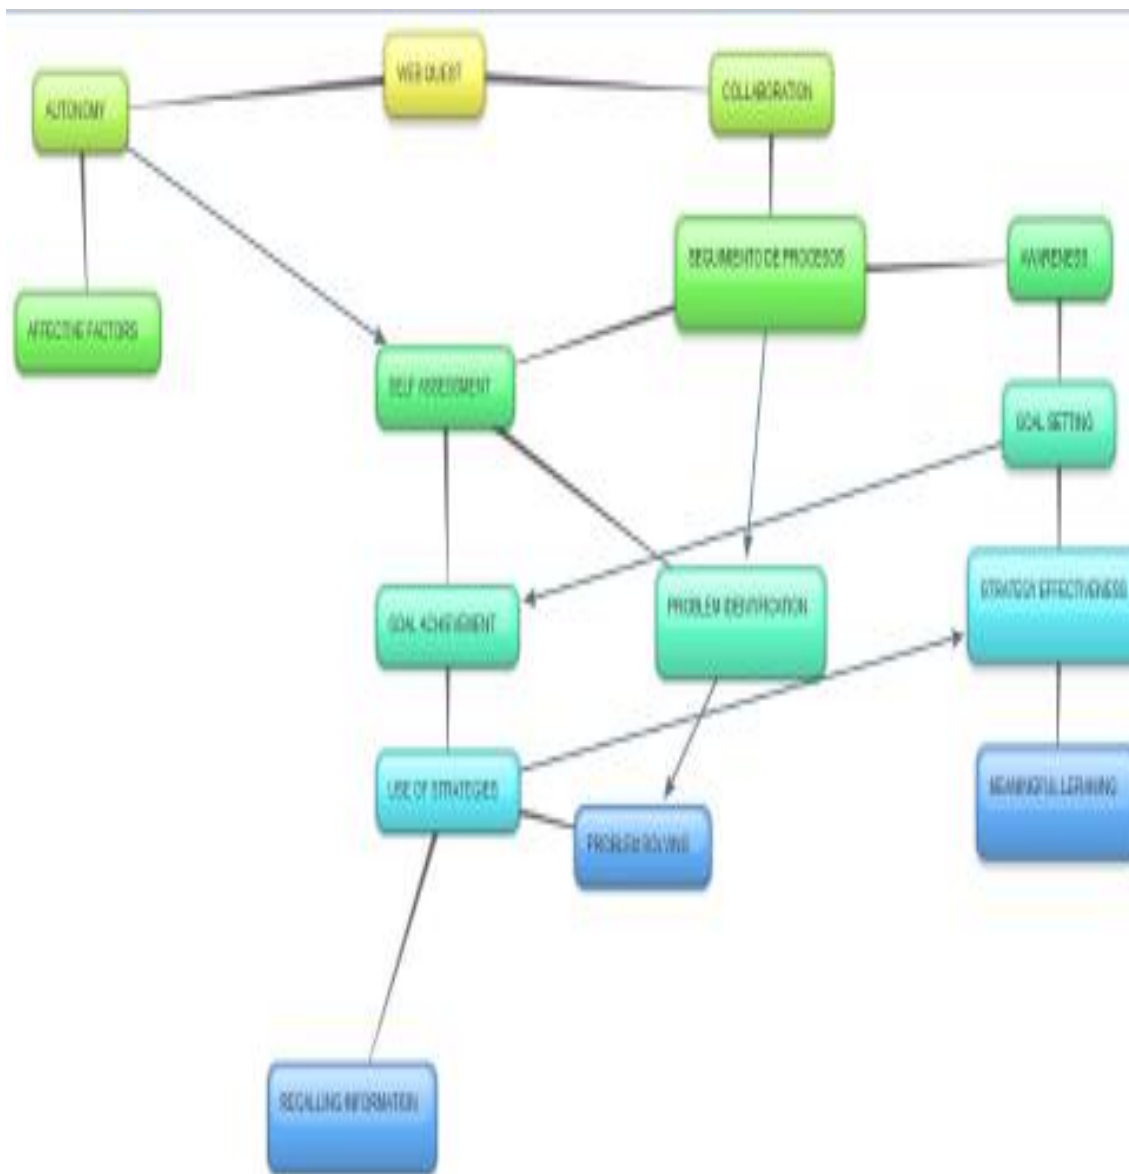 WEB QUEST
COLLABORATION
AUTONOMY
SEGUIMIENTO DE PROCESOS
AWARENESS
AFFECTIVE FACTORS
SELF ASSESSMENT
GOAL SETTING
STRATEGY EFFECTIVENESS
PROBLEM IDENTIFICATION
GOAL ACHIEVEMENT
USE OF STRATEGIES
MEANINGFUL LERANING
PROBLEM SOLVING
RECALLING INFORMATION